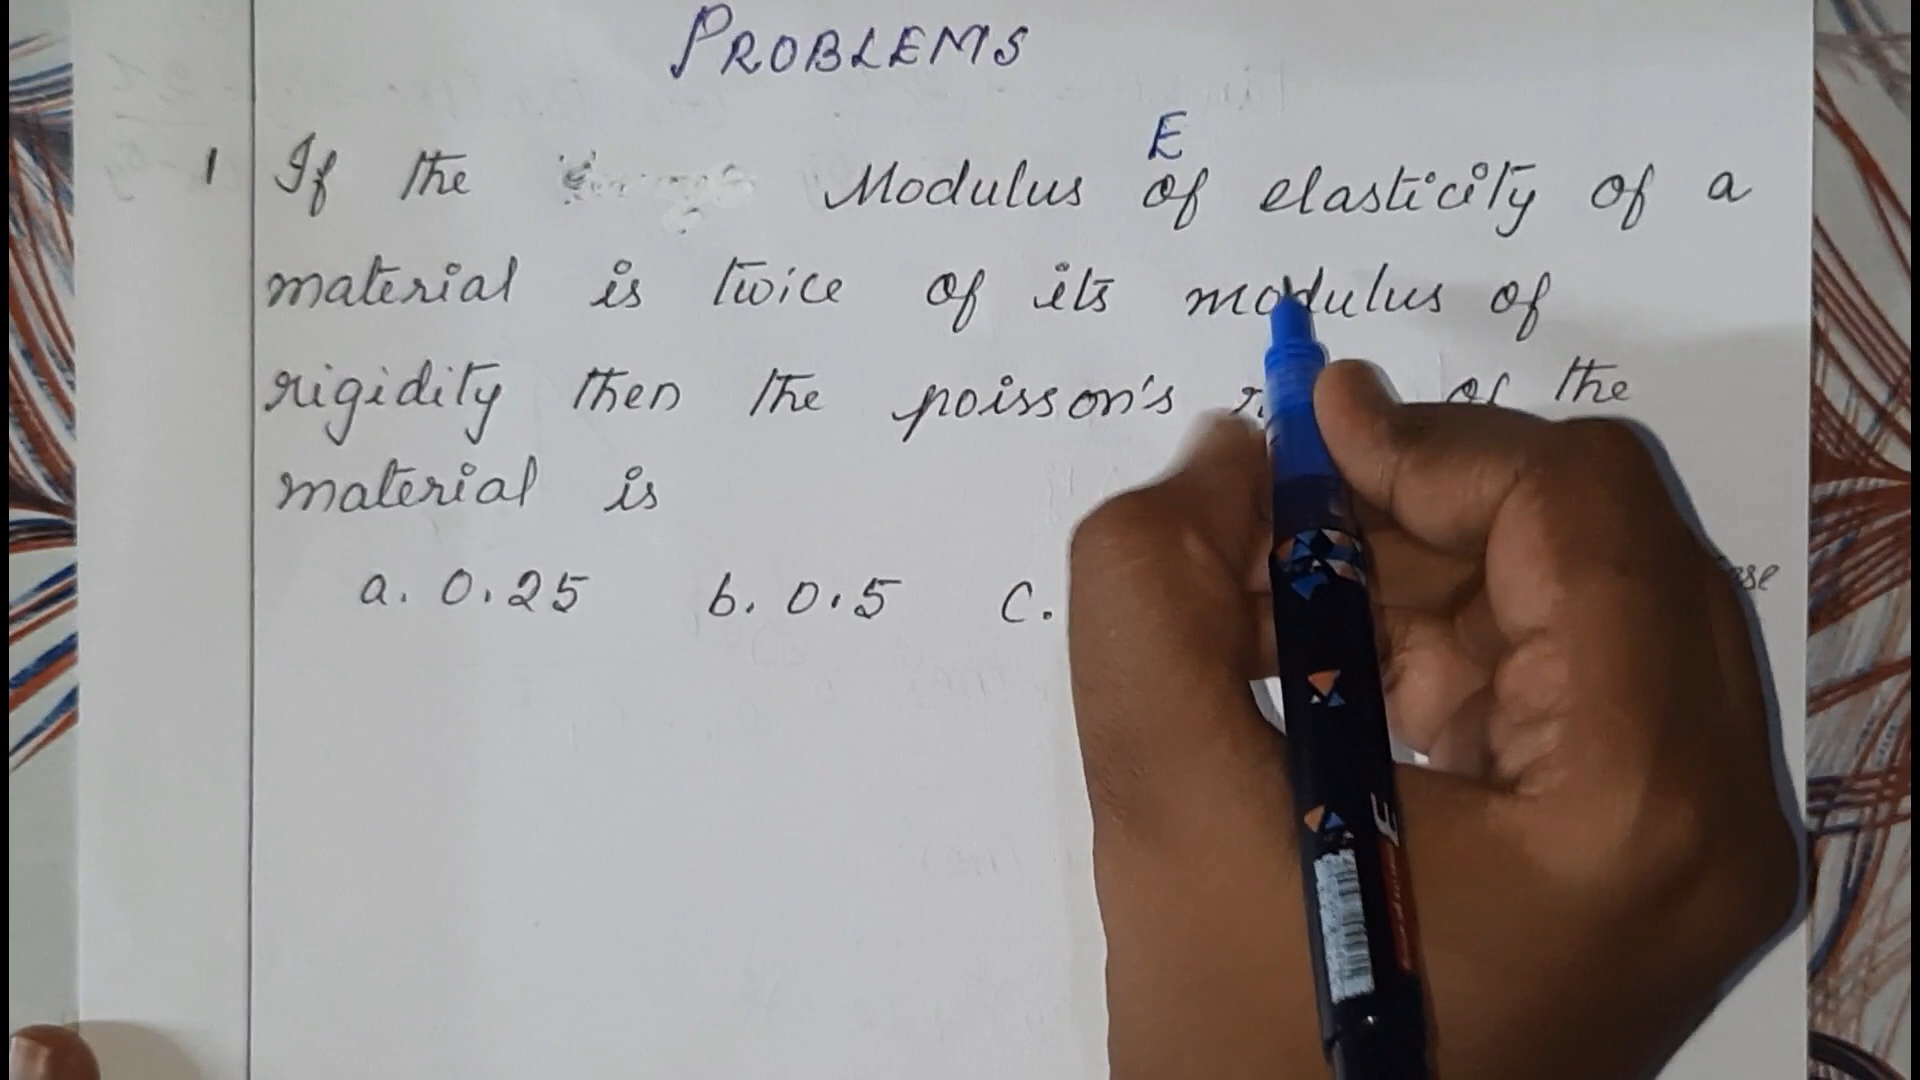 PROBLEMS
E
1 If the Modulus of elasticity of a
material is twice of its modulus of
rigidity then the poisson's of the
material is
a. 0.25 b. 0.5 c.